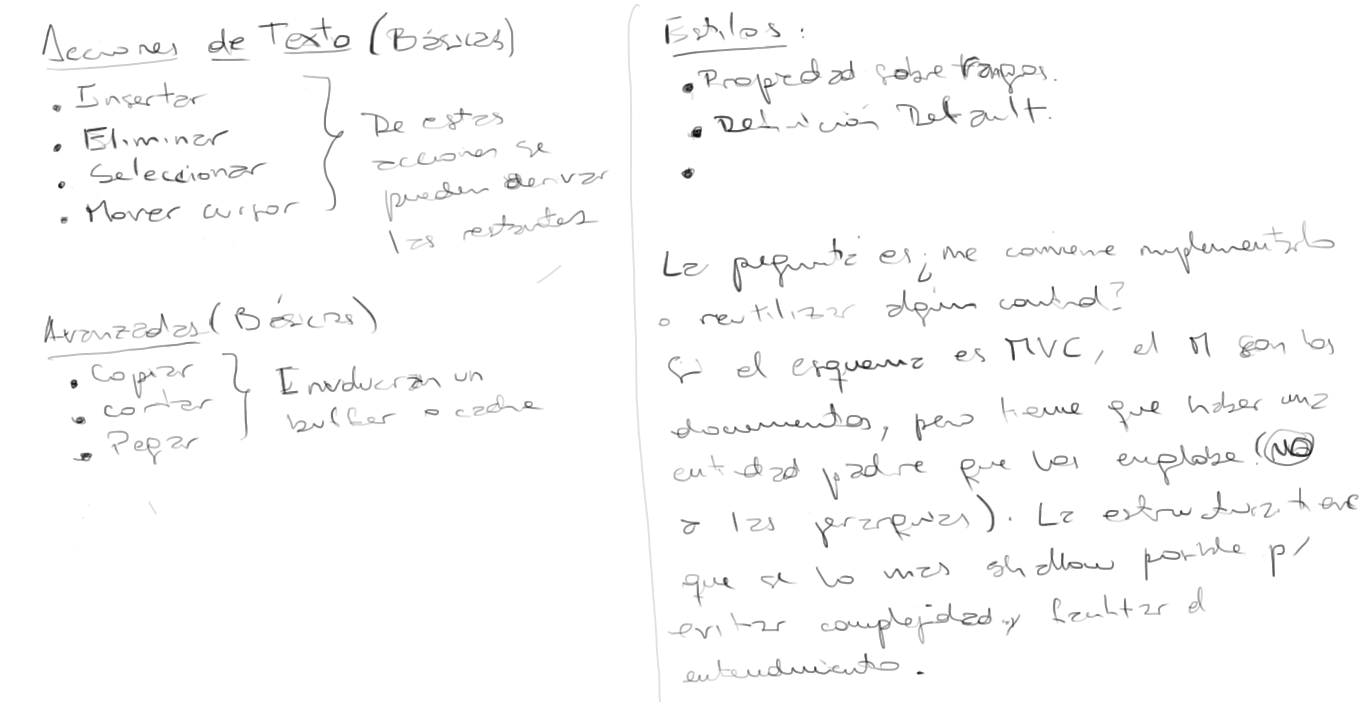 Acciones de Texto (Básicas)
• Insertar
• Eliminar
• Seleccionar
• Mover cursor
De estas
acciones se
pueden derivar
las restantes
Avanzadas (Básicas)
• Copiar
• cortar
• Pegar
Involucran un
buffer o cache
Estilos:
• Propiedad sobre rangos.
• Definición Default.
•
La pregunta es ¿me conviene implementarlo
o reutilizar algún control?
Si el esquema es MVC, el M son los
documentos, pero tiene que haber una
entidad padre que los englobe (NO
a las jerarquías). La estructura tiene
que se lo mas shallow posible p/
evitar complejidad y facilitar el
entendimiento.